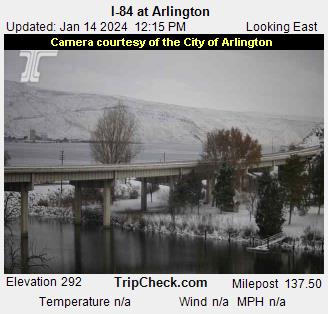 I-84 at Arlington
Updated: Jan 14 2024 12:15 PM Looking East
Camera courtesy of the City of Arlington
Elevation 292 TripCheck.com Milepost 137.50
Temperature n/a Wind n/a MPH n/a